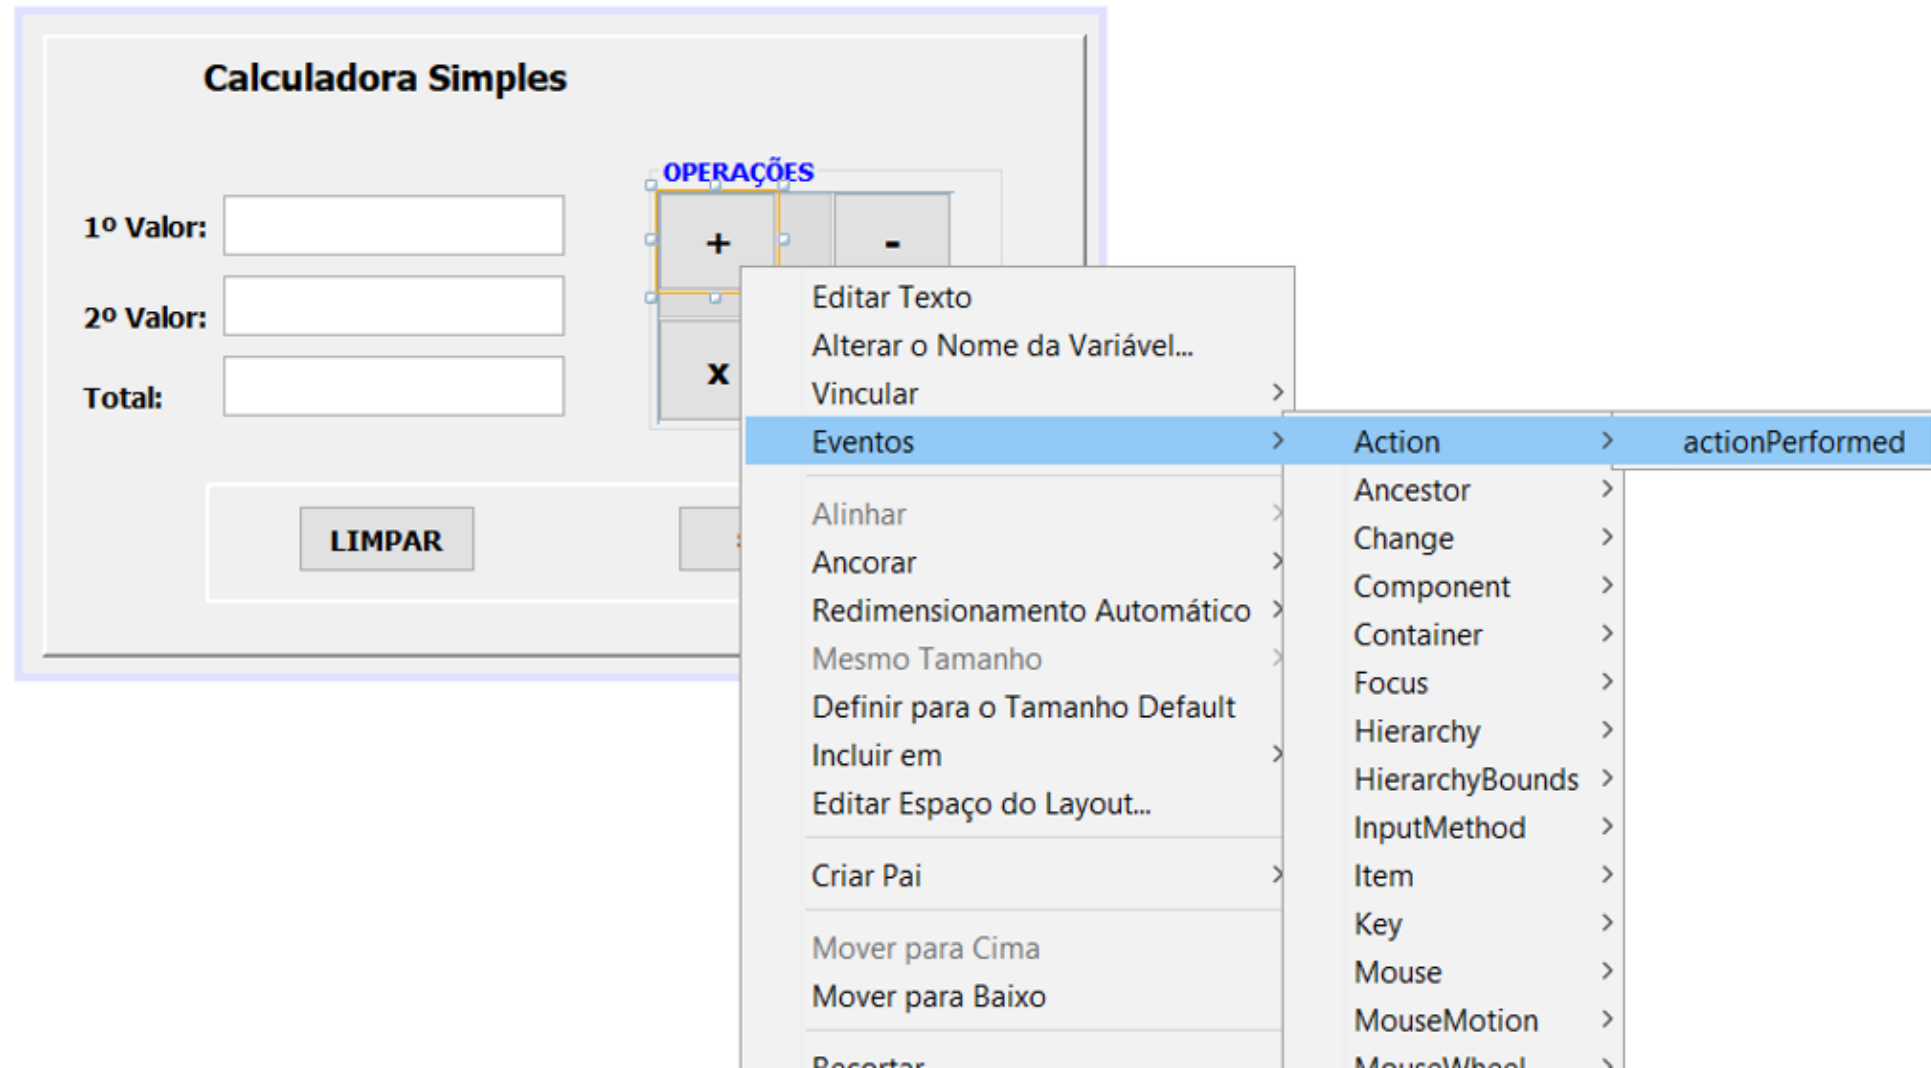 Calculadora Simples
OPERAÇÕES
1º Valor:
+
-
2º Valor:
x
Total:
LIMPAR
Editar Texto
Alterar o Nome da Variável...
Vincular
Eventos
Alinhar
Ancorar
Redimensionamento Automático
Mesmo Tamanho
Definir para o Tamanho Default
Incluir em
Editar Espaço do Layout...
Criar Pai
Mover para Cima
Mover para Baixo
Recortar
Action
Ancestor
Change
Component
Container
Focus
Hierarchy
HierarchyBounds
InputMethod
Item
Key
Mouse
MouseMotion
MouseWheel
actionPerformed